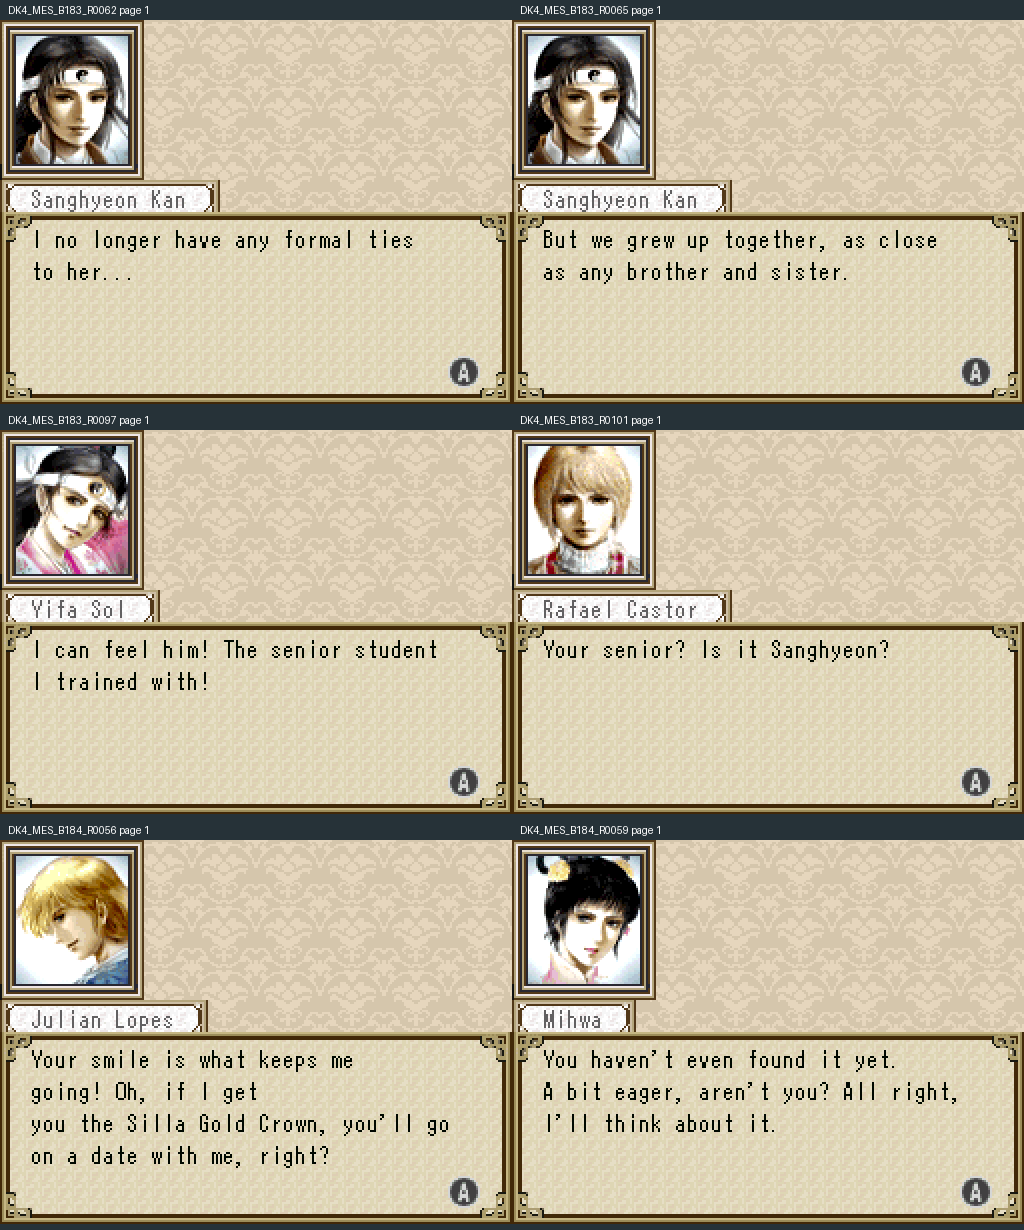 DK4_MES_B183_R0062 page 1
Sanghyeon Kan
I no longer have any formal ties
to her...
A
DK4_MES_B183_R0065 page 1
Sanghyeon Kan
But we grew up together, as close
as any brother and sister.
A
DK4_MES_B183_R0097 page 1
Yifa Sol
I can feel him! The senior student
I trained with!
A
DK4_MES_B183_R0101 page 1
Rafael Castor
Your senior? Is it Sanghyeon?
A
DK4_MES_B184_R0056 page 1
Julian Lopes
Your smile is what keeps me
going! Oh, if I get
you the Silla Gold Crown, you'll go
on a date with me, right?
A
DK4_MES_B184_R0059 page 1
Mihwa
You haven't even found it yet.
A bit eager, aren't you? All right,
I'll think about it.
A